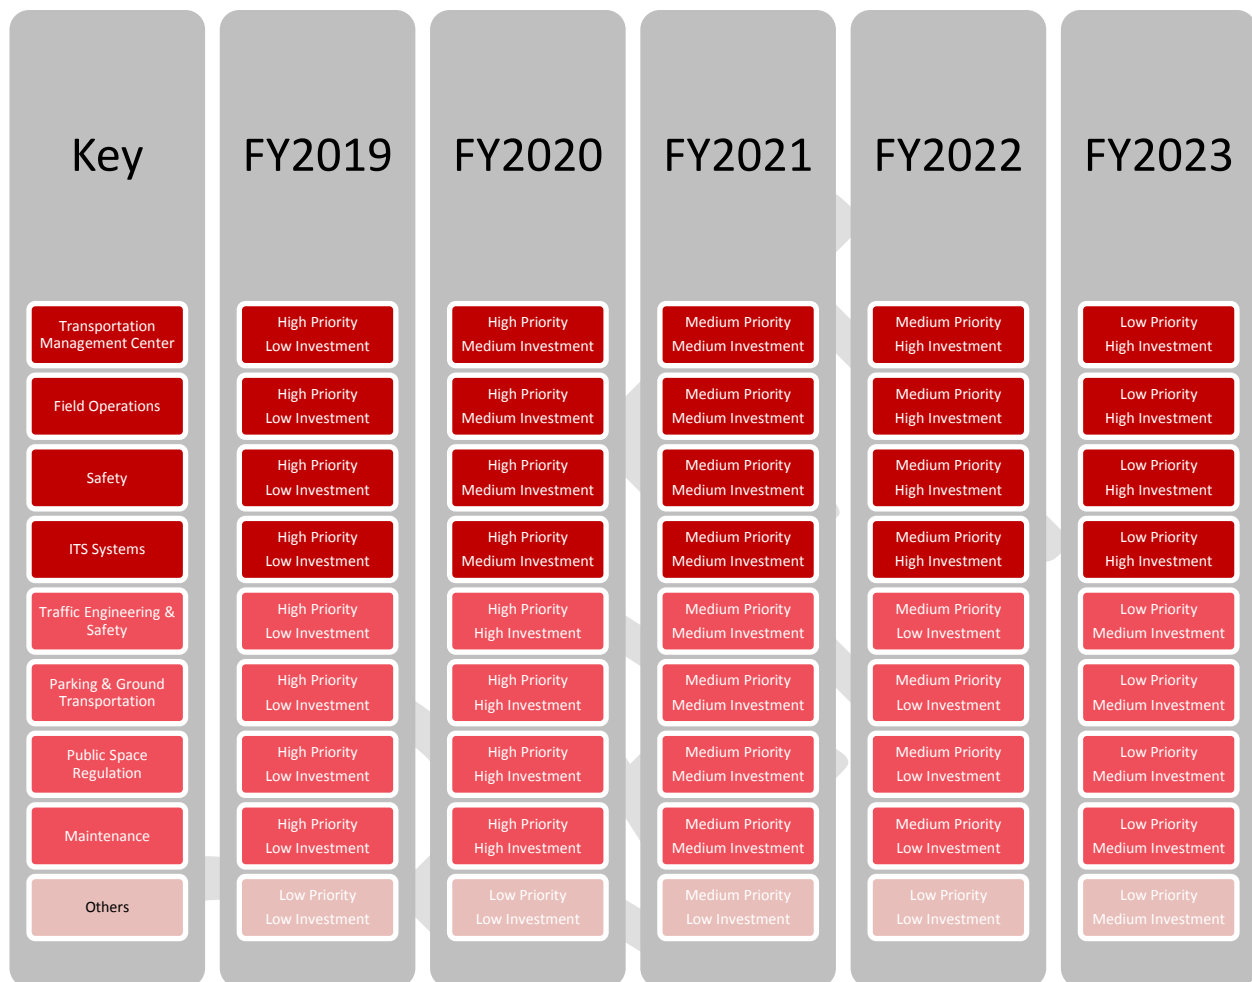 Key
FY2019
FY2020
FY2021
FY2022
FY2023
Transportation
Management Center
High Priority
Low Investment
High Priority
Medium Investment
Medium Priority
Medium Investment
Medium Priority
High Investment
Low Priority
High Investment
Field Operations
High Priority
Low Investment
High Priority
Medium Investment
Medium Priority
Medium Investment
Medium Priority
High Investment
Low Priority
High Investment
Safety
High Priority
Low Investment
High Priority
Medium Investment
Medium Priority
Medium Investment
Medium Priority
High Investment
Low Priority
High Investment
ITS Systems
High Priority
Low Investment
High Priority
Medium Investment
Medium Priority
Medium Investment
Medium Priority
High Investment
Low Priority
High Investment
Traffic Engineering &
Safety
High Priority
Low Investment
High Priority
High Investment
Medium Priority
Medium Investment
Medium Priority
Low Investment
Low Priority
Medium Investment
Parking & Ground
Transportation
High Priority
Low Investment
High Priority
High Investment
Medium Priority
Medium Investment
Medium Priority
Low Investment
Low Priority
Medium Investment
Public Space
Regulation
High Priority
Low Investment
High Priority
High Investment
Medium Priority
Medium Investment
Medium Priority
Low Investment
Low Priority
Medium Investment
Maintenance
High Priority
Low Investment
High Priority
High Investment
Medium Priority
Medium Investment
Medium Priority
Low Investment
Low Priority
Medium Investment
Others
Low Priority
Low Investment
Low Priority
Low Investment
Medium Priority
Low Investment
Low Priority
Low Investment
Low Priority
Medium Investment